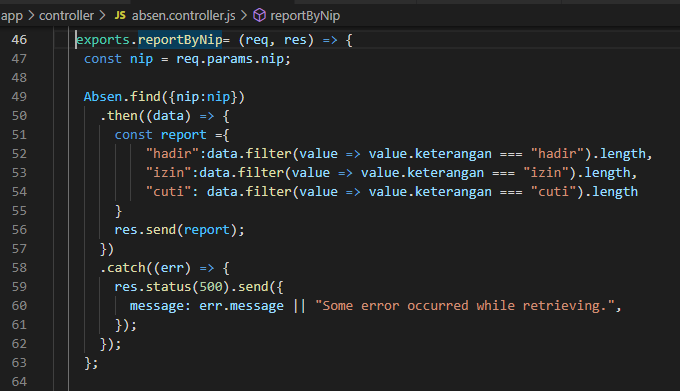 app > controller > JS absen.controller.js > reportByNip
46 exports.reportByNip= (req, res) => {
47 const nip = req.params.nip;
48
49 Absen.find({nip:nip})
50 .then((data) => {
51 const report ={
52 "hadir":data.filter(value => value.keterangan === "hadir").length,
53 "izin":data.filter(value => value.keterangan === "izin").length,
54 "cuti": data.filter(value => value.keterangan === "cuti").length
55 }
56 res.send(report);
57 })
58 .catch((err) => {
59 res.status(500).send({
60 message: err.message || "Some error occurred while retrieving.",
61 });
62 });
63 };
64